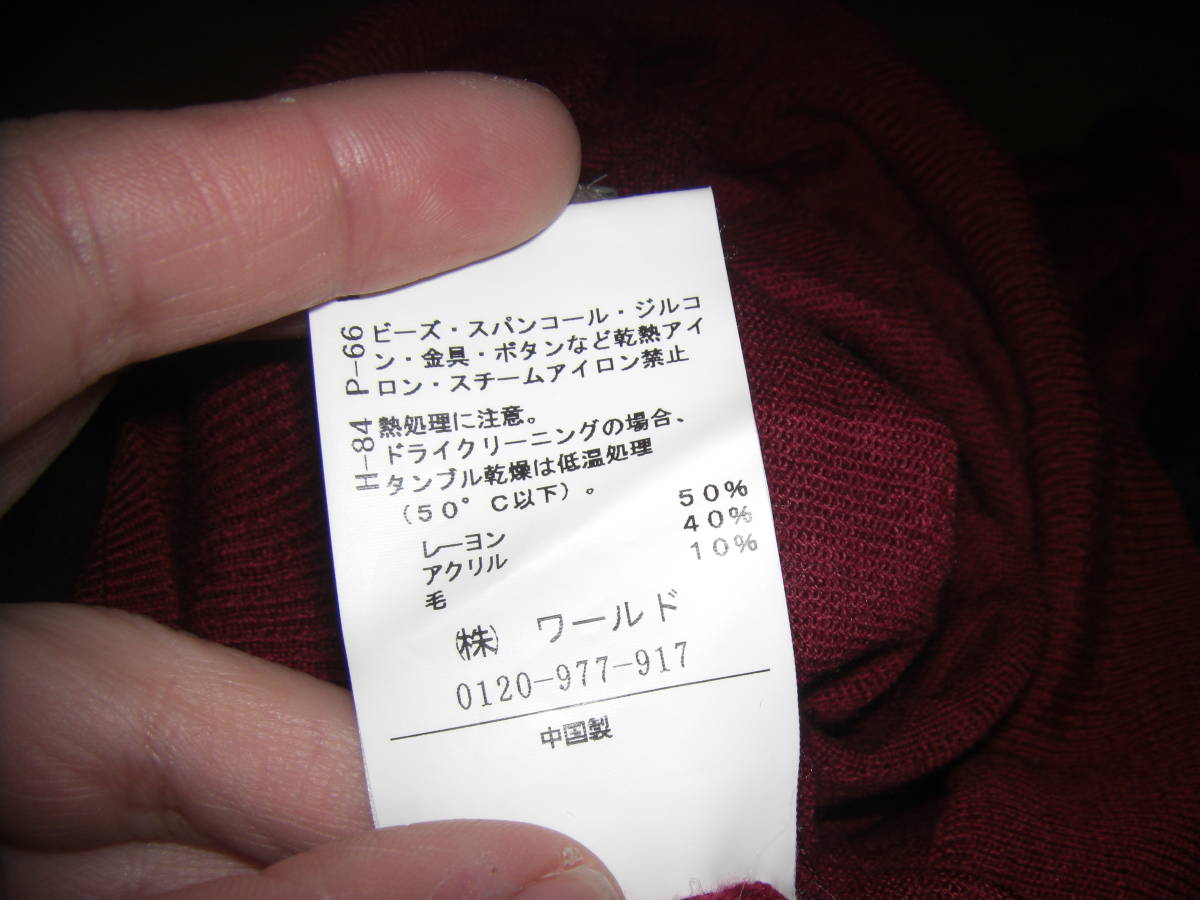 P-66
ビーズ・スパンコール・ジルコ
ン・金具・ボタンなど乾熱アイ
ロン・スチームアイロン禁止
H-84
熱処理に注意。
ドライクリーニングの場合、
タンブル乾燥は低温処理
(50°C以下)。
レーヨン 50%
アクリル 40%
毛 10%
㈱ ワールド
0120-977-917
中国製